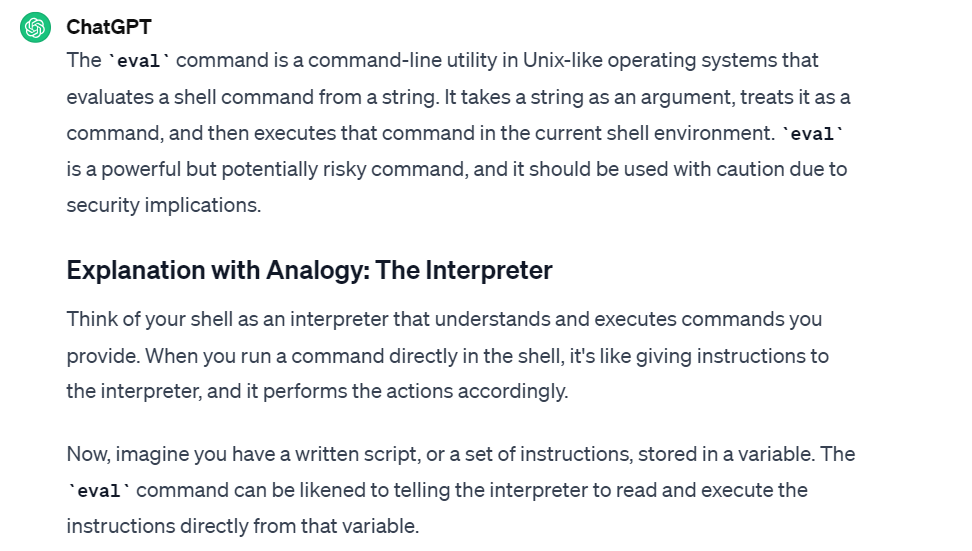 ChatGPT
The `eval` command is a command-line utility in Unix-like operating systems that
evaluates a shell command from a string. It takes a string as an argument, treats it as a
command, and then executes that command in the current shell environment. `eval`
is a powerful but potentially risky command, and it should be used with caution due to
security implications.
Explanation with Analogy: The Interpreter
Think of your shell as an interpreter that understands and executes commands you
provide. When you run a command directly in the shell, it's like giving instructions to
the interpreter, and it performs the actions accordingly.
Now, imagine you have a written script, or a set of instructions, stored in a variable. The
`eval` command can be likened to telling the interpreter to read and execute the
instructions directly from that variable.